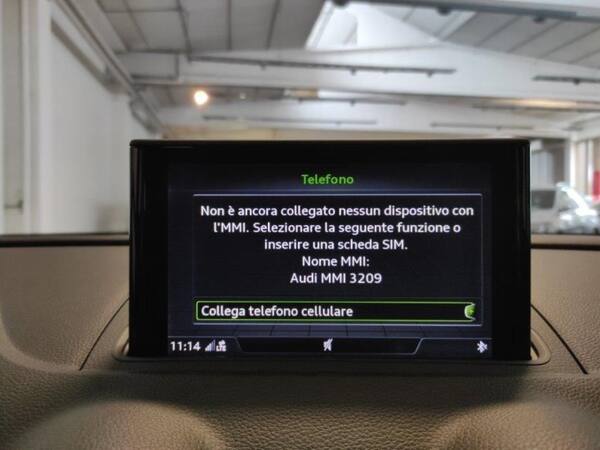 Telefono
Non è ancora collegato nessun dispositivo con
l'MMI. Selezionare la seguente funzione o
inserire una scheda SIM.
Nome MMI:
Audi MMI 3209
Collega telefono cellulare
11:14